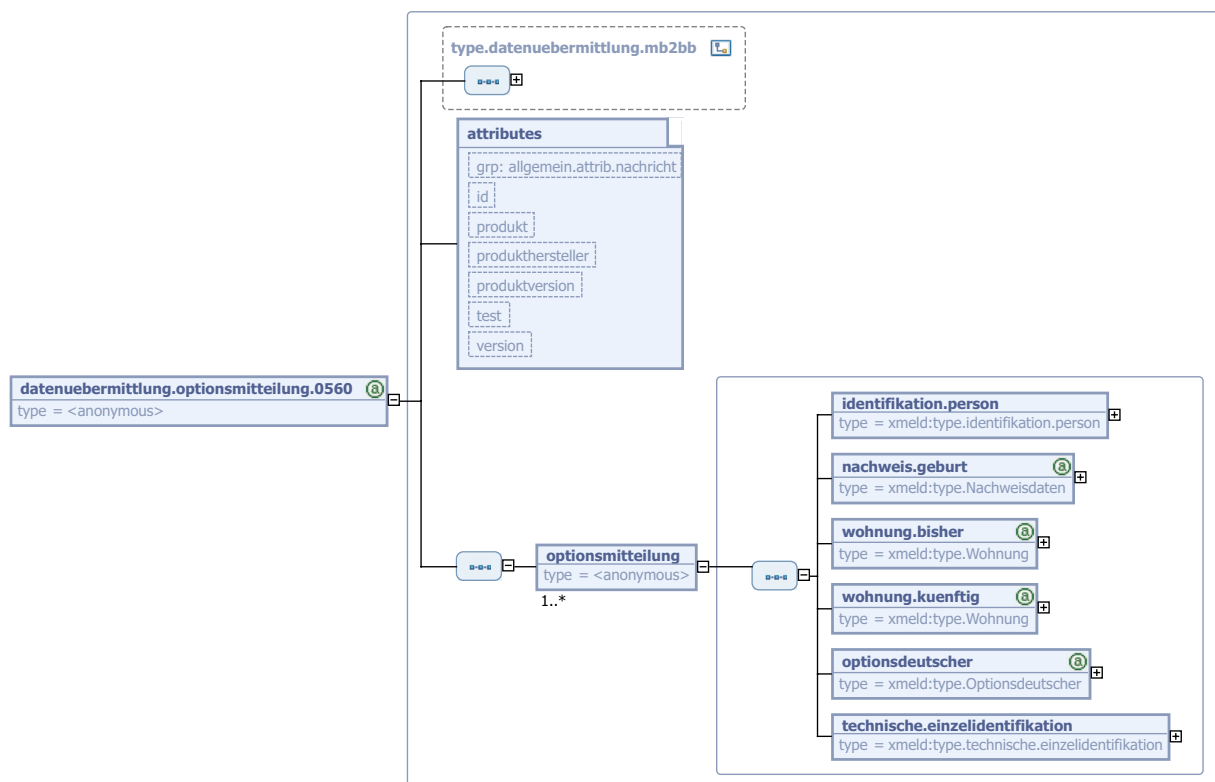 type.datenuebermittlung.mb2bb
attributes
grp: allgemein.attrib.nachricht
id
produkt
produkthersteller
produktversion
test
version
datenuebermittlung.optionsmitteilung.0560 @
type = <anonymous>
optionsmitteilung
type = <anonymous>
1..*
identifikation.person
type = xmeld:type.identifikation.person
nachweis.geburt @
type = xmeld:type.Nachweisdaten
wohnung.bisher @
type = xmeld:type.Wohnung
wohnung.kuenftig @
type = xmeld:type.Wohnung
optionsdeutscher @
type = xmeld:type.Optionsdeutscher
technische.einzelidentifikation
type = xmeld:type.technische.einzelidentifikation